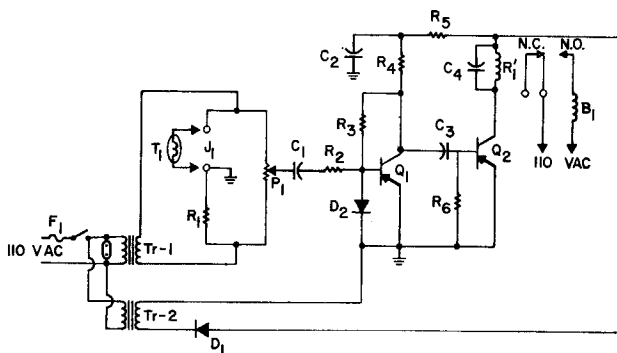 R5
C2
R4
C4
R'1
N.C.
N.O.
B1
R3
T1
J1
C1
R2
P1
C3
Q1
Q2
110
VAC
R1
D2
R6
F1
110 VAC
Tr-1
Tr-2
D1